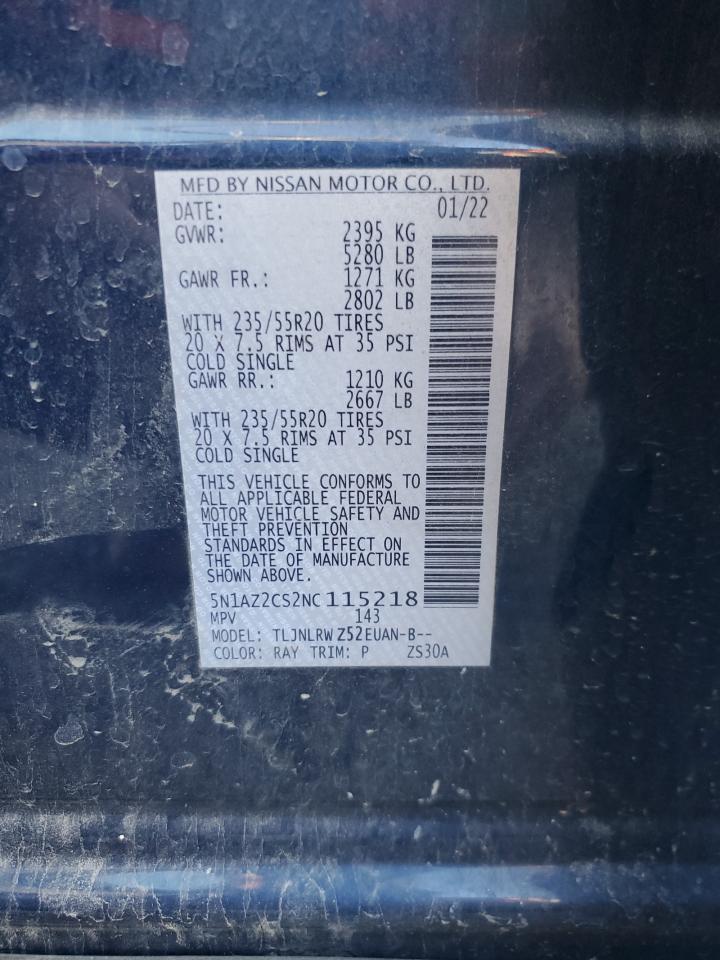 MFD BY NISSAN MOTOR CO., LTD.
DATE: 01/22
GVWR: 2395 KG
5280 LB
GAWR FR.: 1271 KG
2802 LB
WITH 235/55R20 TIRES
20 X 7.5 RIMS AT 35 PSI
COLD SINGLE
GAWR RR.: 1210 KG
2667 LB
WITH 235/55R20 TIRES
20 X 7.5 RIMS AT 35 PSI
COLD SINGLE
THIS VEHICLE CONFORMS TO
ALL APPLICABLE FEDERAL
MOTOR VEHICLE SAFETY AND
THEFT PREVENTION
STANDARDS IN EFFECT ON
THE DATE OF MANUFACTURE
SHOWN ABOVE.
5N1AZ2CS2NC115218
MPV 143
MODEL: TLJNLRW Z52EUAN-B--
COLOR: RAY TRIM: P ZS30A